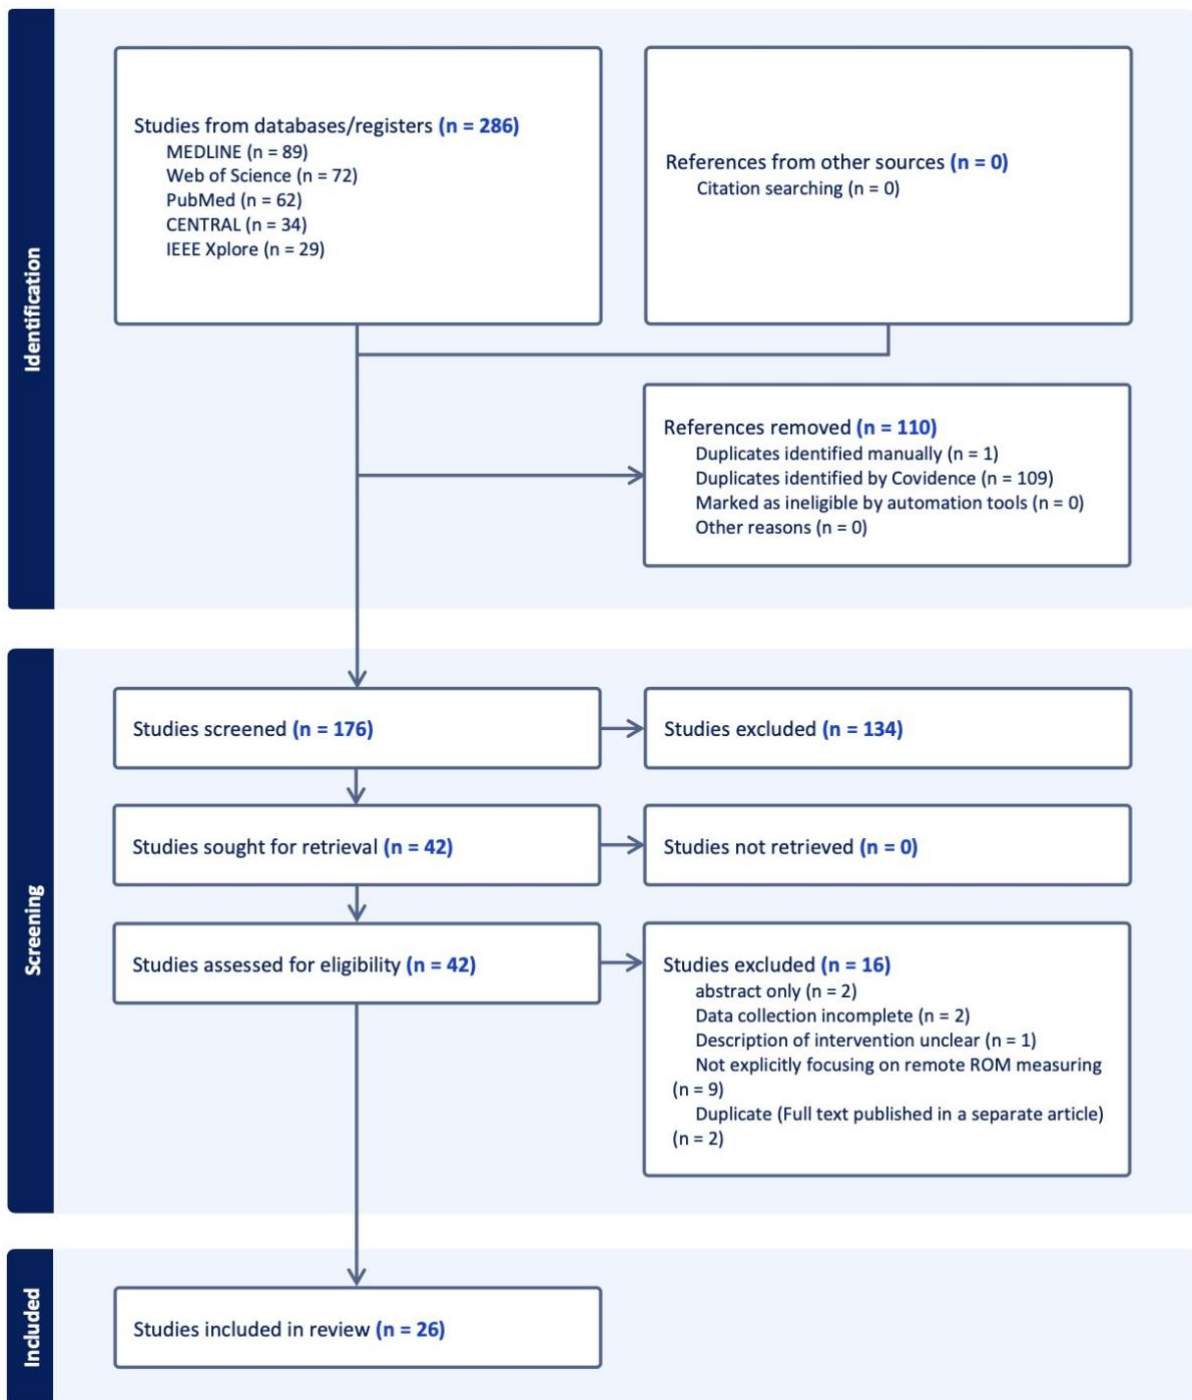 Identification
Studies from databases/registers (n = 286)
MEDLINE (n = 89)
Web of Science (n = 72)
PubMed (n = 62)
CENTRAL (n = 34)
IEEE Xplore (n = 29)
References from other sources (n = 0)
Citation searching (n = 0)
References removed (n = 110)
Duplicates identified manually (n = 1)
Duplicates identified by Covidence (n = 109)
Marked as ineligible by automation tools (n = 0)
Other reasons (n = 0)
Screening
Studies screened (n = 176)
Studies excluded (n = 134)
Studies sought for retrieval (n = 42)
Studies not retrieved (n = 0)
Studies assessed for eligibility (n = 42)
Studies excluded (n = 16)
abstract only (n = 2)
Data collection incomplete (n = 2)
Description of intervention unclear (n = 1)
Not explicitly focusing on remote ROM measuring
(n = 9)
Duplicate (Full text published in a separate article)
(n = 2)
Included
Studies included in review (n = 26)